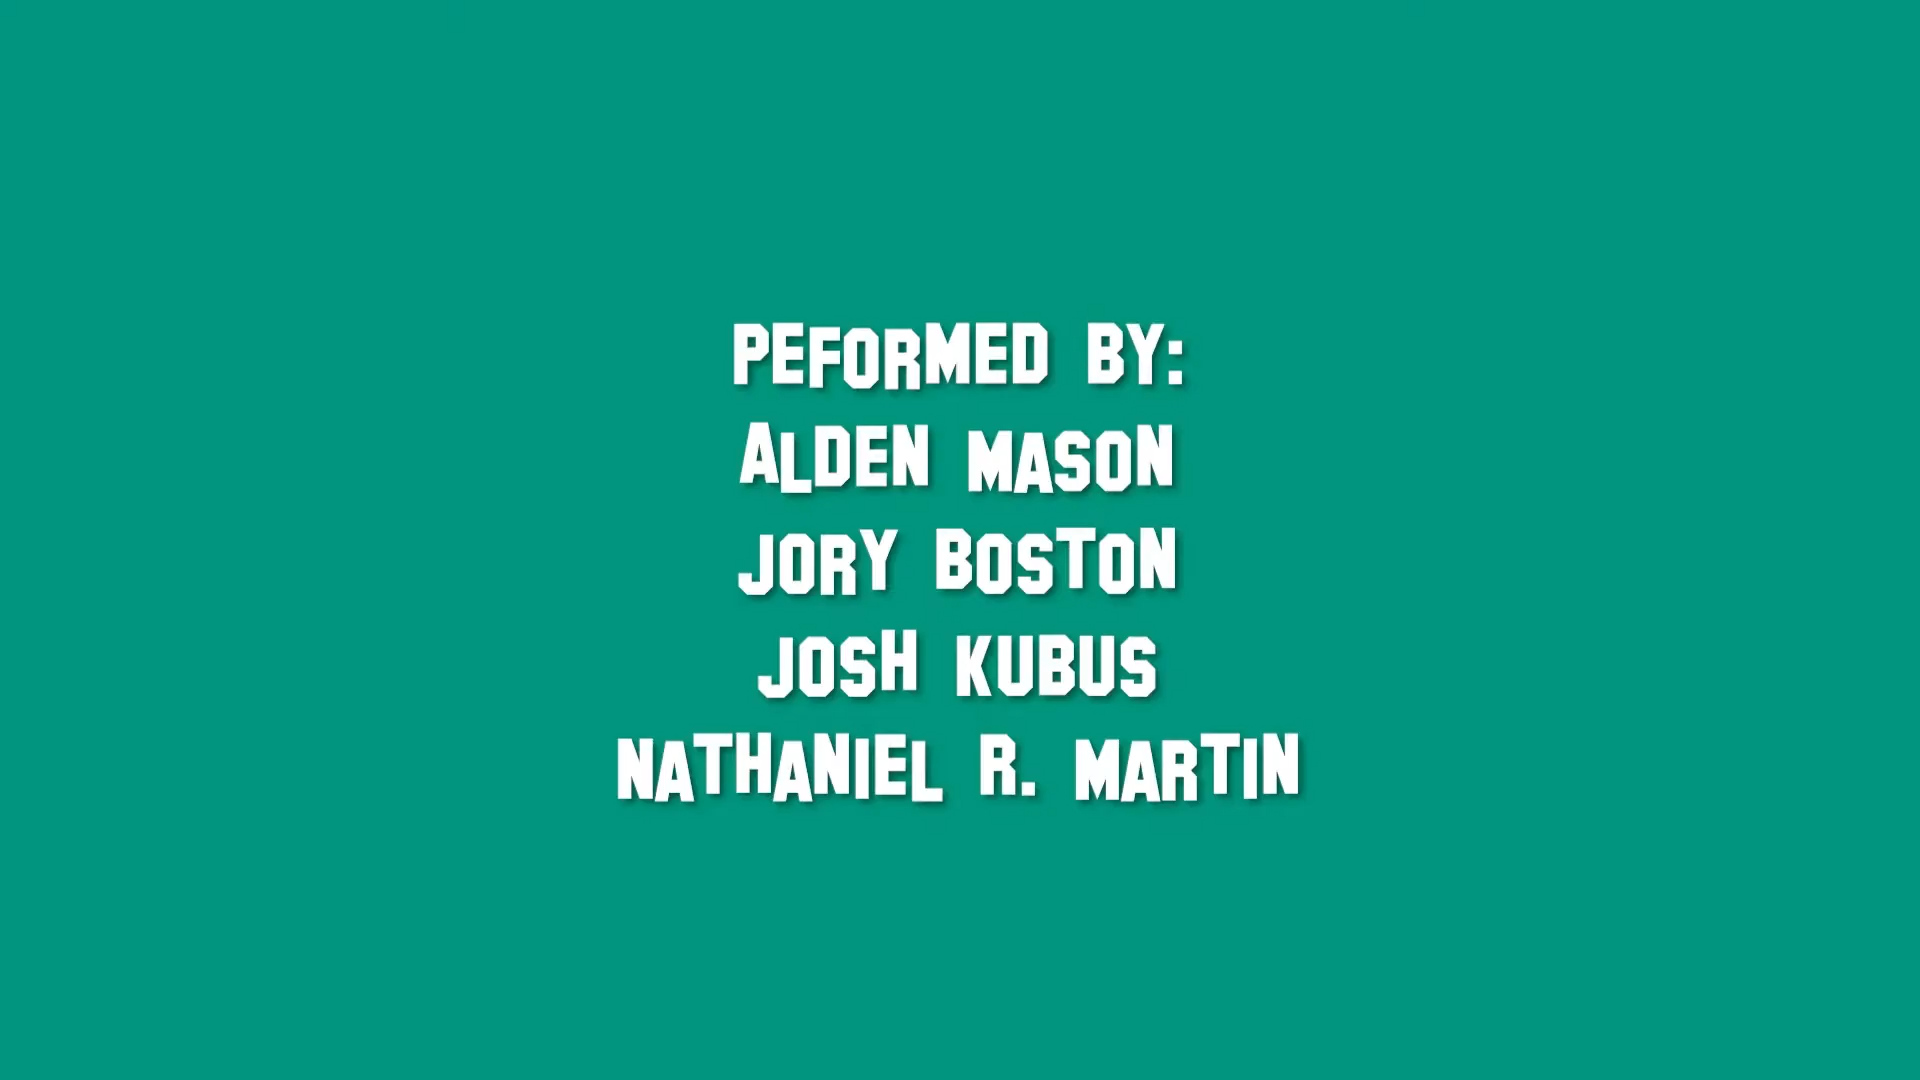 PEFORMED BY:
ALDEN MASON
JORY BOSTON
JOSH KUBUS
NATHANIEL R. MARTIN